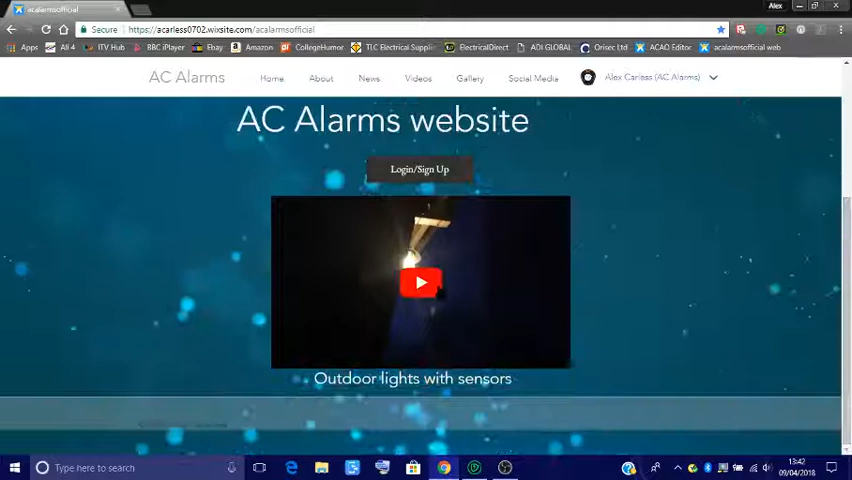 acalarmsofficial
Alex
Secure https://acarless0702.wixsite.com/acalarmsofficial
Apps All 4 ITV Hub BBC iPlayer Ebay Amazon CollegeHumor TLC Electrical Supplie ElectricalDirect ADI GLOBAL Orisec Ltd ACAO Editor acalarmsofficial web
AC Alarms Home About News Videos Gallery Social Media Alex Carless (AC Alarms)
AC Alarms website
Login/Sign Up
Outdoor lights with sensors
Type here to search
13:42
09/04/2018